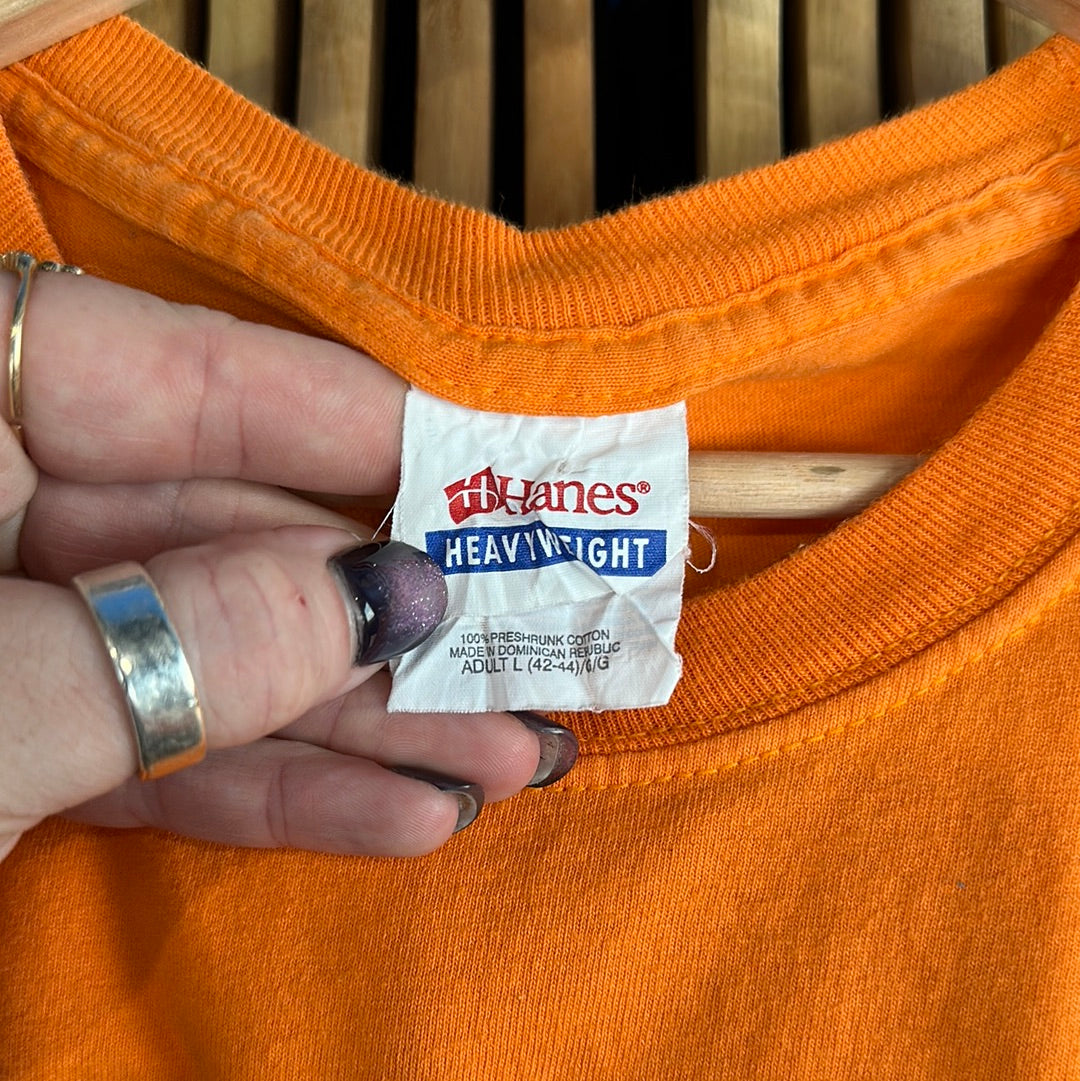 H Hanes®
HEAVYWEIGHT
100% PRESHRUNK COTTON
MADE IN DOMINICAN REPUBLIC
ADULT L (42-44)/G/G